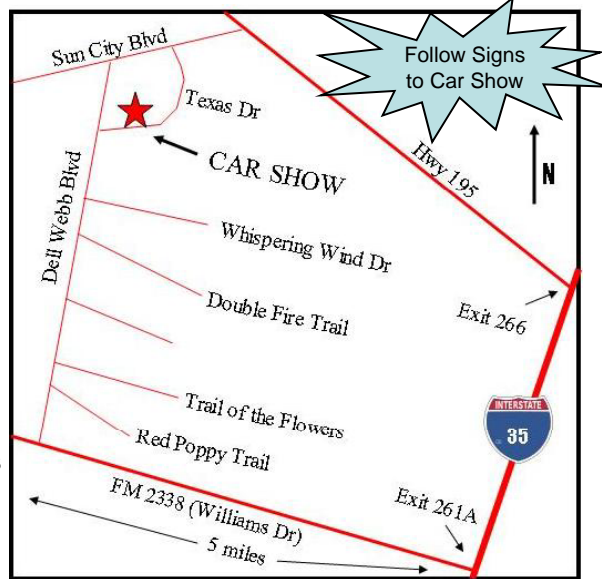 Follow Signs
to Car Show
Sun City Blvd
Texas Dr
Hwy 195
N
CAR SHOW
Dell Webb Blvd
Whispering Wind Dr
Double Fire Trail
Exit 266
Trail of the Flowers
INTERSTATE
35
Red Poppy Trail
Exit 261A
FM 2338 (Williams Dr)
5 miles